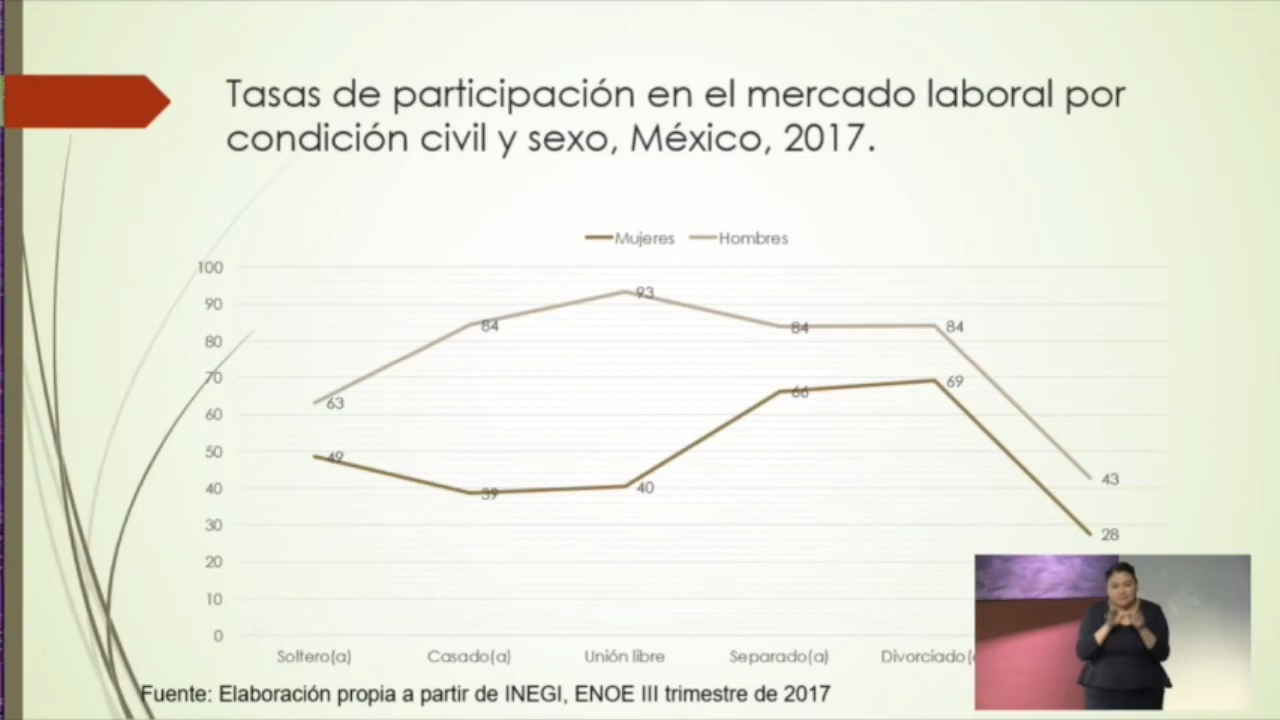 Tasas de participación en el mercado laboral por
condición civil y sexo, México, 2017.
Mujeres Hombres
100
90
80
70
60
50
40
30
20
10
0
63 84 93 84 84 43
49 39 40 66 69 28
Soltero(a) Casado(a) Unión libre Separado(a)
Fuente: Elaboración propia a partir de INEGI, ENOE III trimestre de 2017